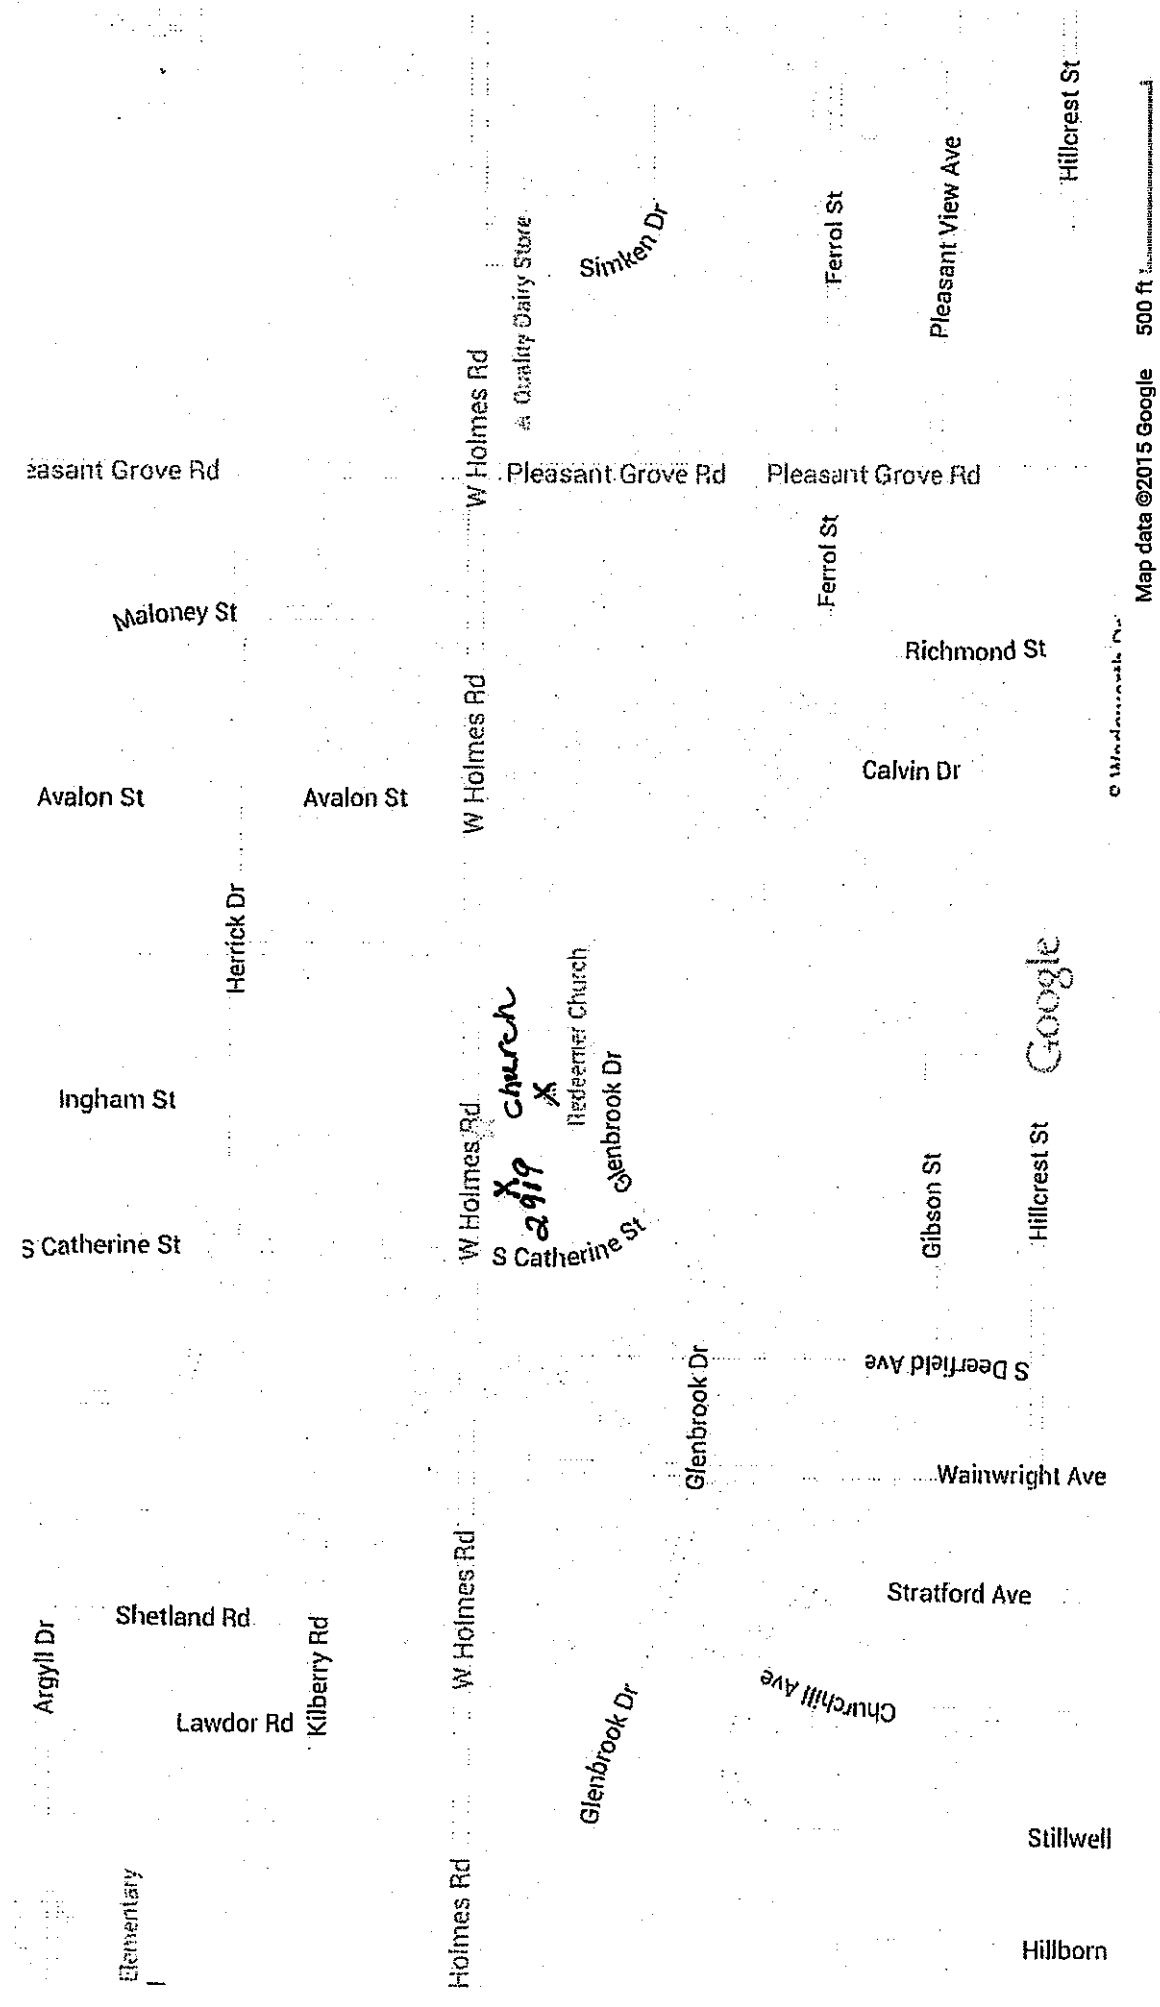 Hillcrest St
Simken Dr
Ferrol St
Pleasant View Ave
Quality Dairy Store
500 ft
W Holmes Rd
Map data ©2015 Google
easant Grove Rd
Pleasant Grove Rd
Pleasant Grove Rd
Ferrol St
Maloney St
Richmond St
W Holmes Rd
Calvin Dr
Avalon St
Avalon St
Herrick Dr
Google
church
X
Redeemer Church
Glenbrook Dr
Ingham St
W Holmes Rd
X
2919
Gibson St
Hillcrest St
S Catherine St
S Catherine St
S Deerfield Ave
Glenbrook Dr
Wainwright Ave
W Holmes Rd
Stratford Ave
Shetland Rd
Argyll Dr
Kilberry Rd
Churchill Ave
Lawdor Rd
Glenbrook Dr
Stillwell
Elementary
Holmes Rd
Hillborn